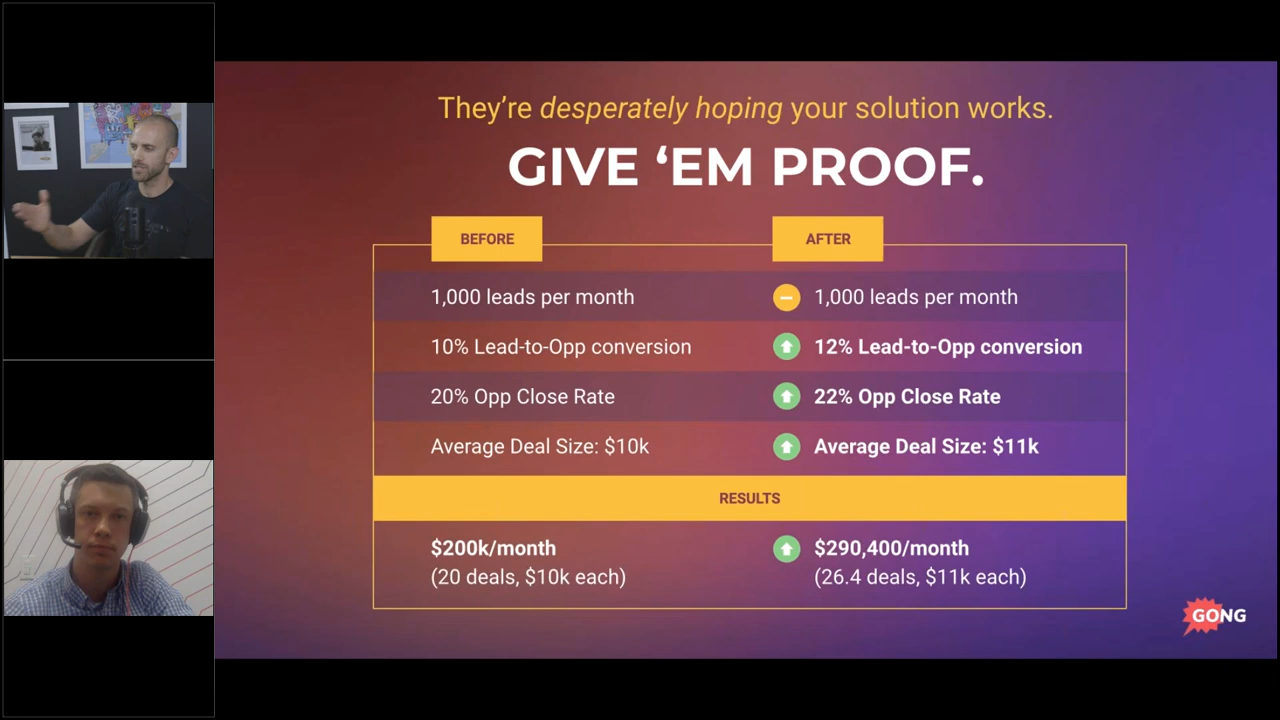 They're desperately hoping your solution works.
GIVE ‘EM PROOF.
BEFORE
AFTER
1,000 leads per month
1,000 leads per month
10% Lead-to-Opp conversion
12% Lead-to-Opp conversion
20% Opp Close Rate
22% Opp Close Rate
Average Deal Size: $10k
Average Deal Size: $11k
RESULTS
$200k/month
$290,400/month
(20 deals, $10k each)
(26.4 deals, $11k each)
GONG